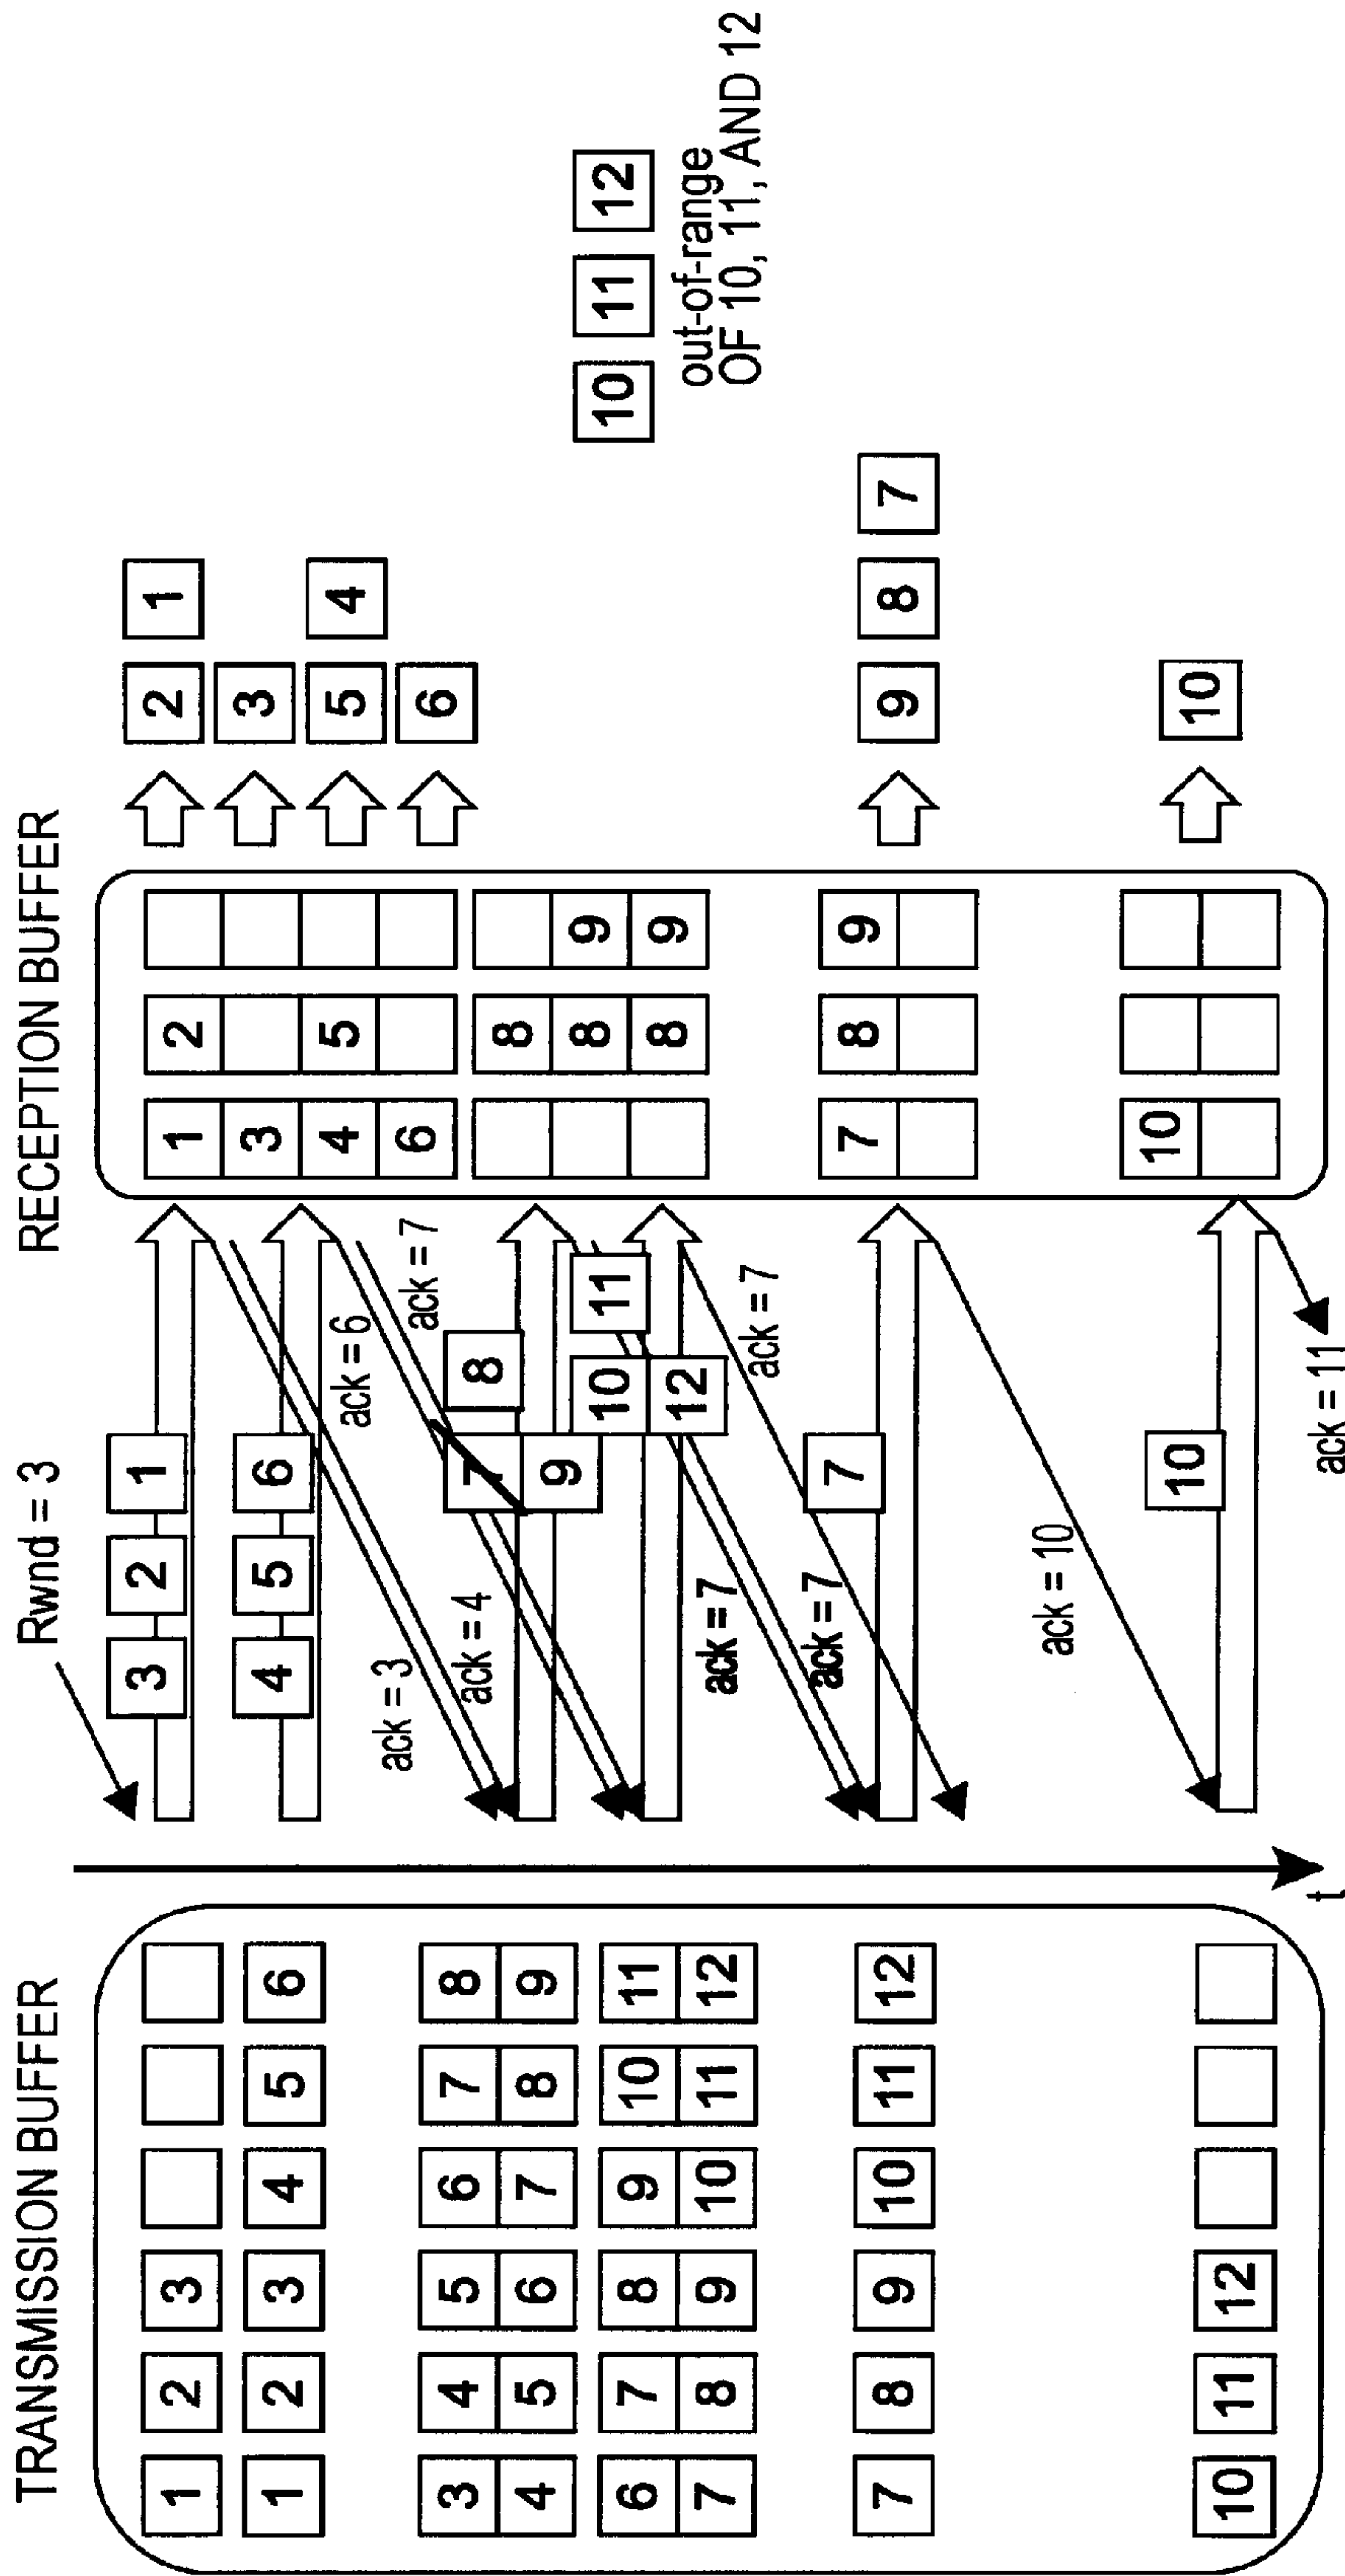 TRANSMISSION BUFFER
1 2 3
1 2 3 4 5 6
3 4 5 6 7 8
4 5 6 7 8 9
6 7 8 9 10 11
7 8 9 10 11 12
7 8 9 10 11 12
10 11 12
t
Rwnd = 3
3 2 1
4 5 6
ack = 3
ack = 4
ack = 6
ack = 7
7 8
9
10 11
12
ack = 7
ack = 7
ack = 7
7
ack = 10
10
ack = 11
RECEPTION BUFFER
1 2
3
4 5
6
8
8 9
8 9
7 8 9
10
2 1
3
5 4
6
10 11 12
out-of-range
OF 10, 11, AND 12
9 8 7
10